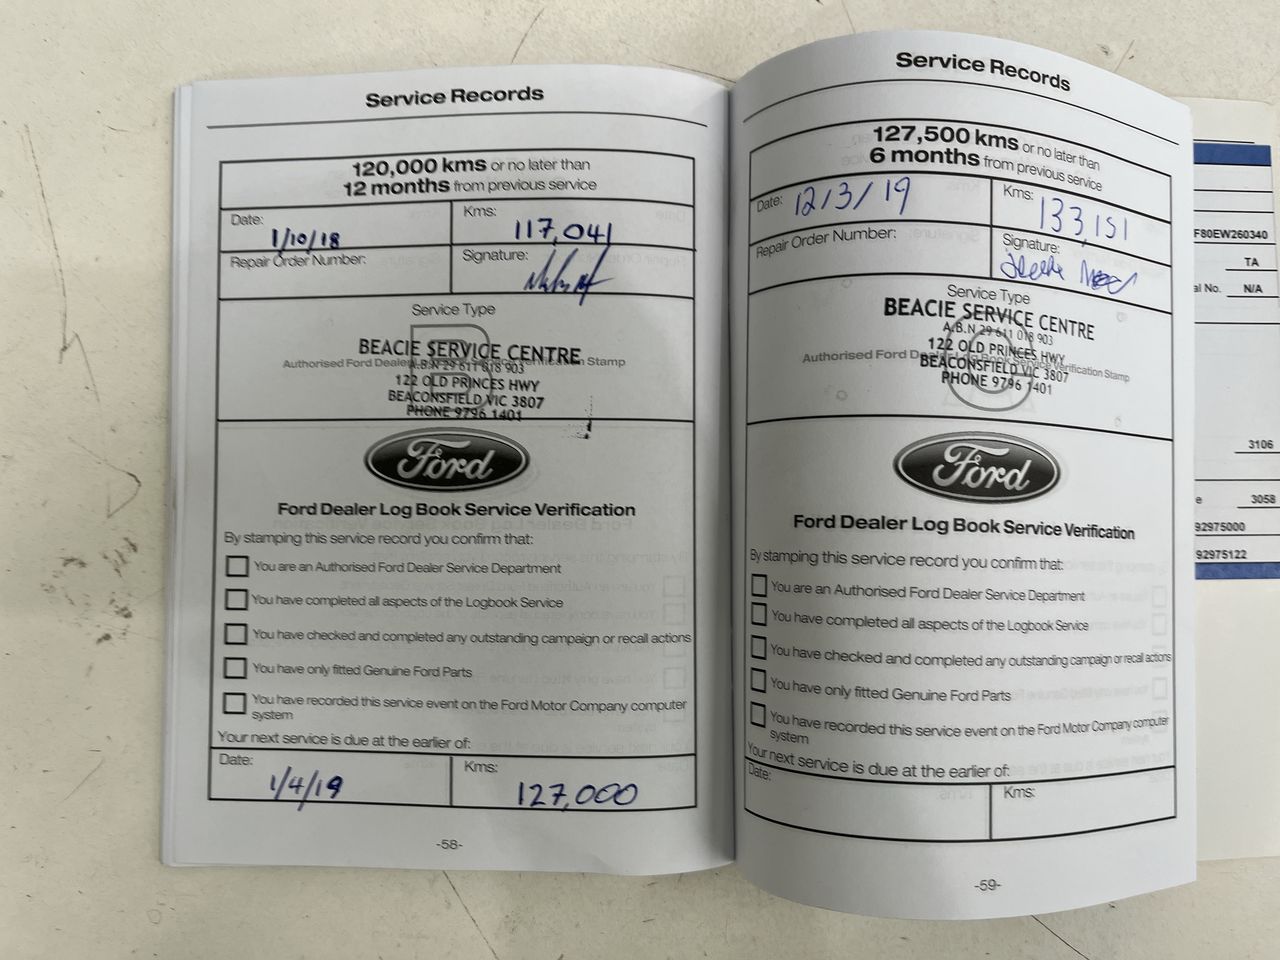 Service Records
120,000 kms or no later than
12 months from previous service
Date:
1/10/18
Kms:
117,041
Repair Order Number:
Signature:
Service Type
B
BEACIE SERVICE CENTRE
Authorised Ford Dealer Log Book Service Verification Stamp
A.B.N 29 611 018 903
122 OLD PRINCES HWY
BEACONSFIELD VIC 3807
PHONE 9796 1401
Ford
Ford Dealer Log Book Service Verification
By stamping this service record you confirm that:
You are an Authorised Ford Dealer Service Department
You have completed all aspects of the Logbook Service
You have checked and completed any outstanding campaign or recall actions
You have only fitted Genuine Ford Parts
You have recorded this service event on the Ford Motor Company computer
system
Your next service is due at the earlier of:
Date:
1/4/19
Kms:
127,000
-58-
Service Records
127,500 kms or no later than
6 months from previous service
Date: 12/3/19
Kms:
133,151
Repair Order Number:
Signature:
Service Type
BEACIE SERVICE CENTRE
A.B.N 29 611 018 903
122 OLD PRINCES HWY
Authorised Ford Dealer Log Book Service Verification Stamp
BEACONSFIELD VIC 3807
PHONE 9796 1401
Ford
Ford Dealer Log Book Service Verification
By stamping this service record you confirm that:
You are an Authorised Ford Dealer Service Department
You have completed all aspects of the Logbook Service
You have checked and completed any outstanding campaign or recall actions
You have only fitted Genuine Ford Parts
You have recorded this service event on the Ford Motor Company computer
system
Your next service is due at the earlier of:
Date:
Kms:
-59-
F80EW260340
TA
al No. N/A
3106
e 3058
92975000
92975122